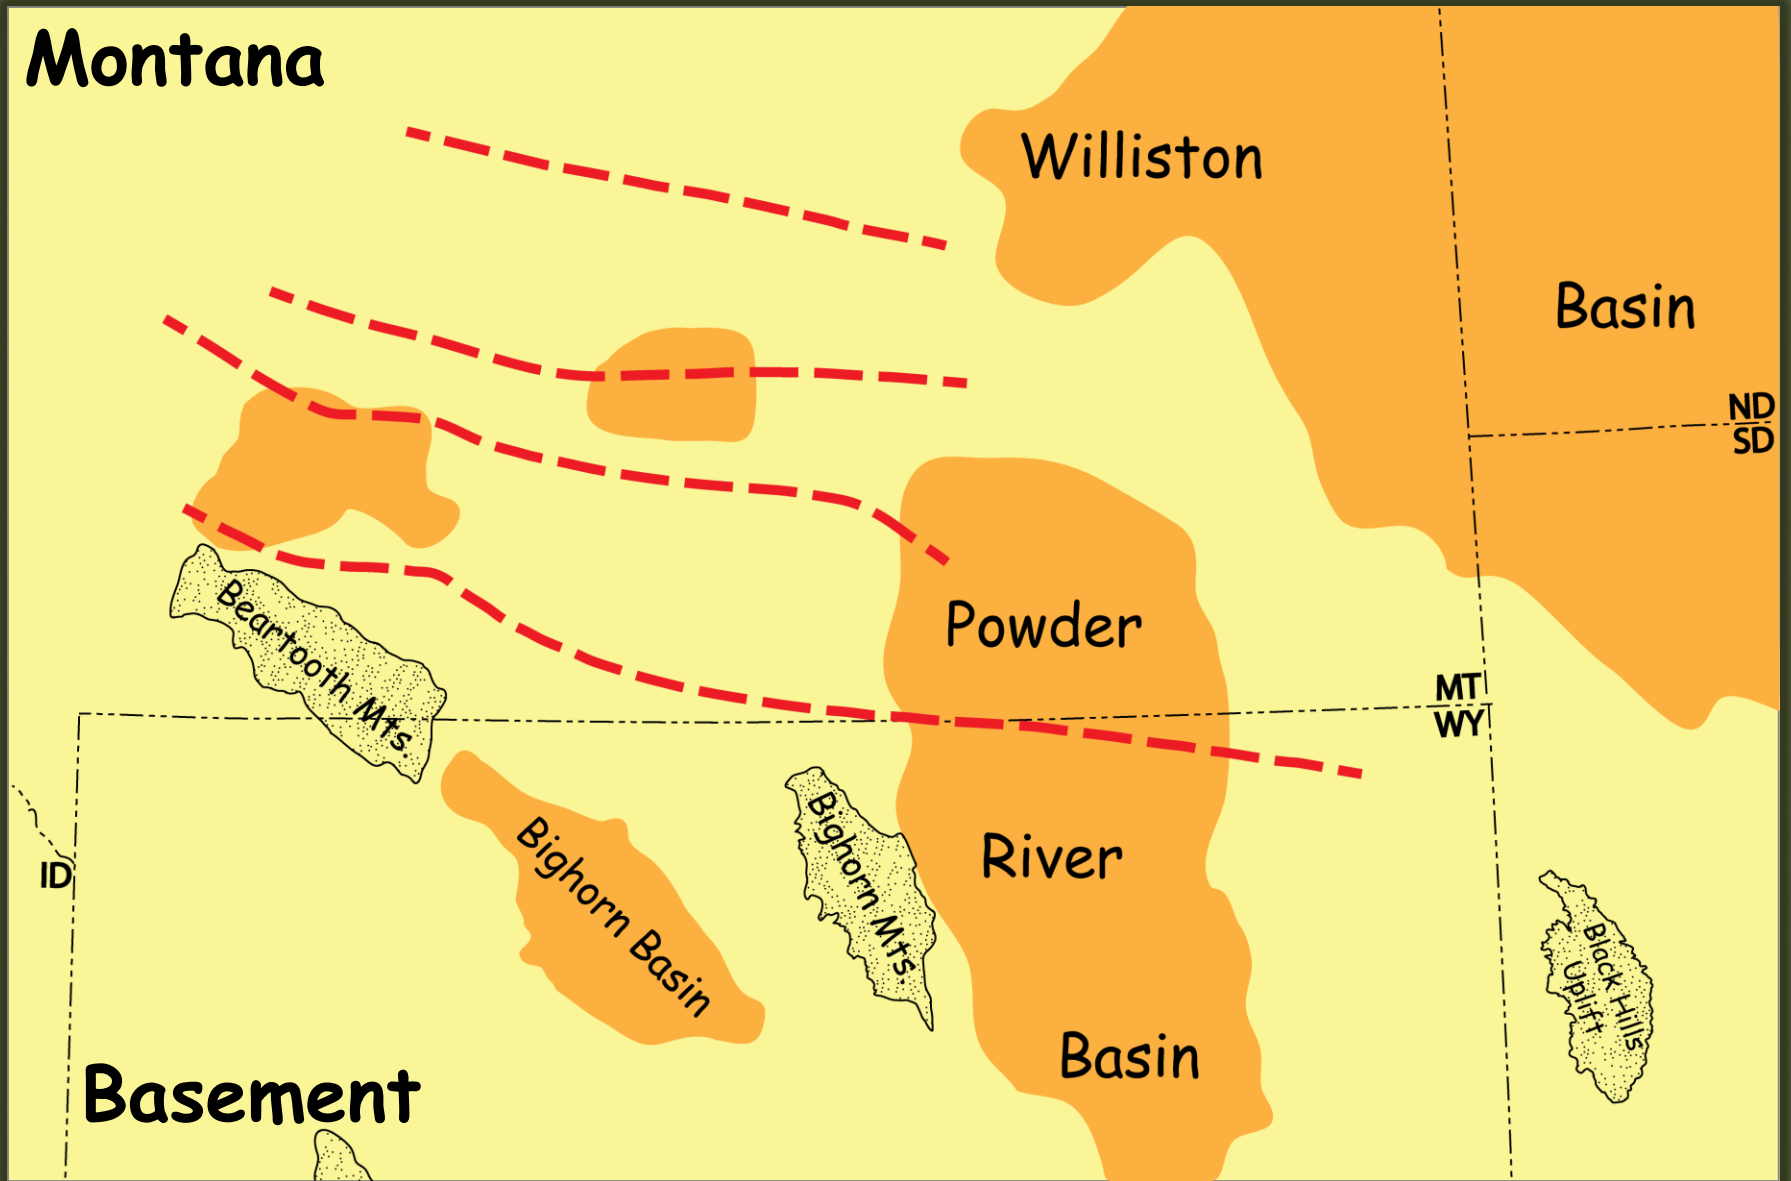 Montana
Williston
Basin
ND
SD
Powder
Beartooth Mts.
MT
WY
Bighorn Mts.
Bighorn Basin
River
ID
Black Hills
Uplift
Basin
Basement